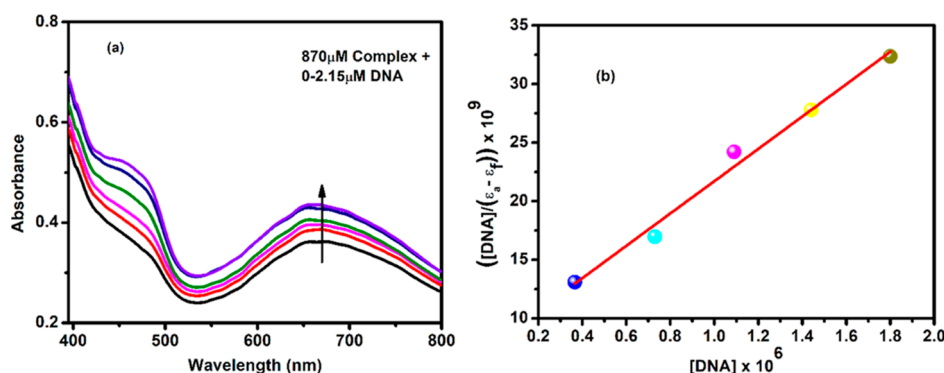 (a)
870μM Complex +
0-2.15μM DNA
Absorbance
0.8
0.6
0.4
0.2
400 500 600 700 800
Wavelength (nm)
(b)
([DNA]/(εa - εf)) x 10^9
35
30
25
20
15
10
0.2 0.4 0.6 0.8 1.0 1.2 1.4 1.6 1.8 2.0
[DNA] x 10^6